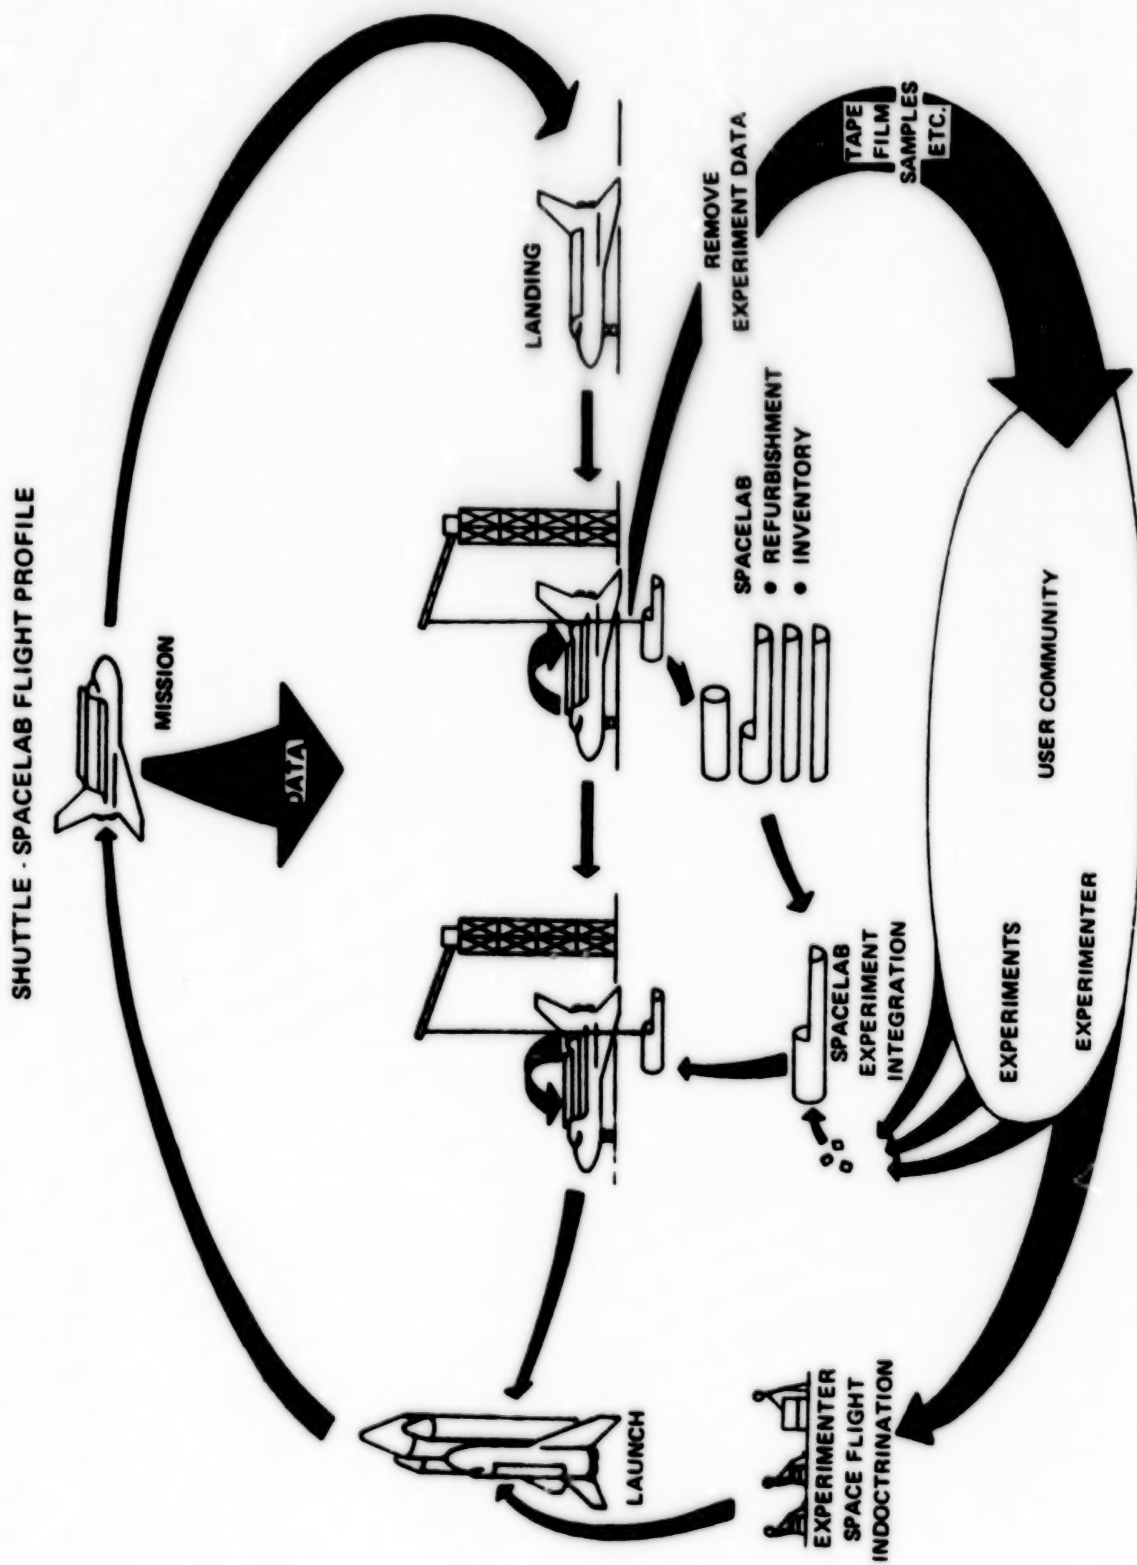 SHUTTLE - SPACELAB FLIGHT PROFILE
MISSION
DATA
LANDING
LAUNCH
REMOVE
EXPERIMENT DATA
TAPE
FILM
SAMPLES
ETC.
SPACELAB
● REFURBISHMENT
● INVENTORY
SPACELAB
EXPERIMENT
INTEGRATION
EXPERIMENTER
SPACE FLIGHT
INDOCTRINATION
EXPERIMENTS
EXPERIMENTER
USER COMMUNITY